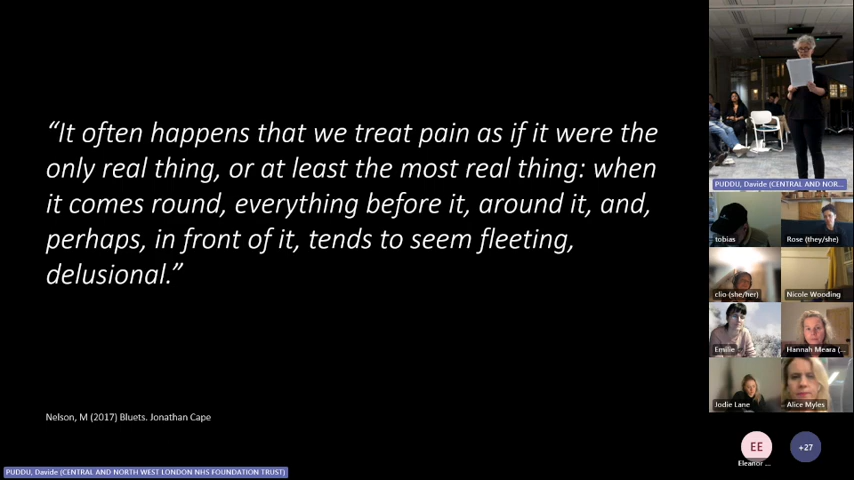 “It often happens that we treat pain as if it were the
only real thing, or at least the most real thing: when
it comes round, everything before it, around it, and,
perhaps, in front of it, tends to seem fleeting,
delusional.”
Nelson, M (2017) Bluets. Jonathan Cape
PUDDU, Davide (CENTRAL AND NORTH WEST LONDON NHS FOUNDATION TRUST)
PUDDU, Davide (CENTRAL AND NOR...
tobias
Rose (they/she)
clio (she/her)
Nicole Wooding
Emilie
Hannah Meara (...
Jodie Lane
Alice Myles
EE
Eleanor ...
+27